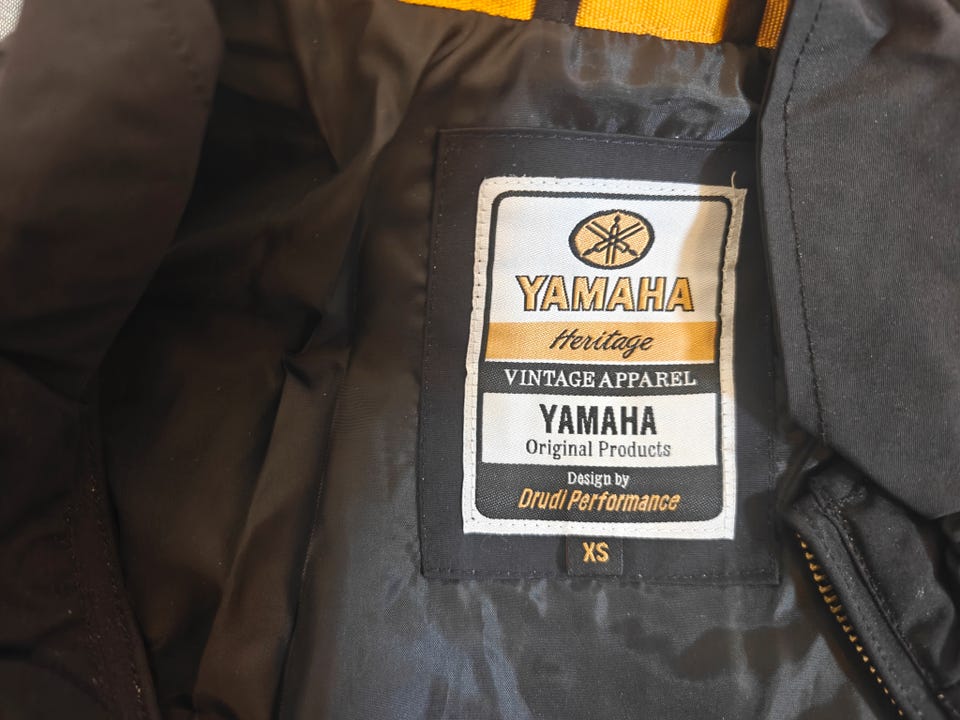 YAMAHA
Heritage
VINTAGE APPAREL
YAMAHA
Original Products
Design by
Drudi Performance
XS